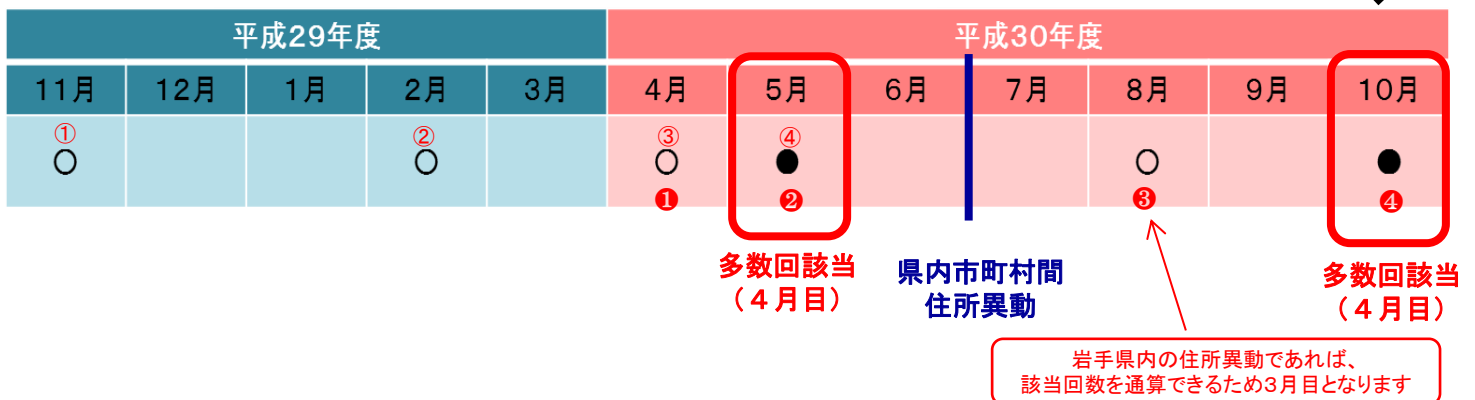 平成29年度 平成30年度
11月 12月 1月 2月 3月 4月 5月 6月 7月 8月 9月 10月
① ② ③ ④
○ ○ ○ ● ○ ●
❶ ❷ ❸ ❹
多数回該当
(4月目)
県内市町村間
住所異動
多数回該当
(4月目)
岩手県内の住所異動であれば、
該当回数を通算できるため3月目となります